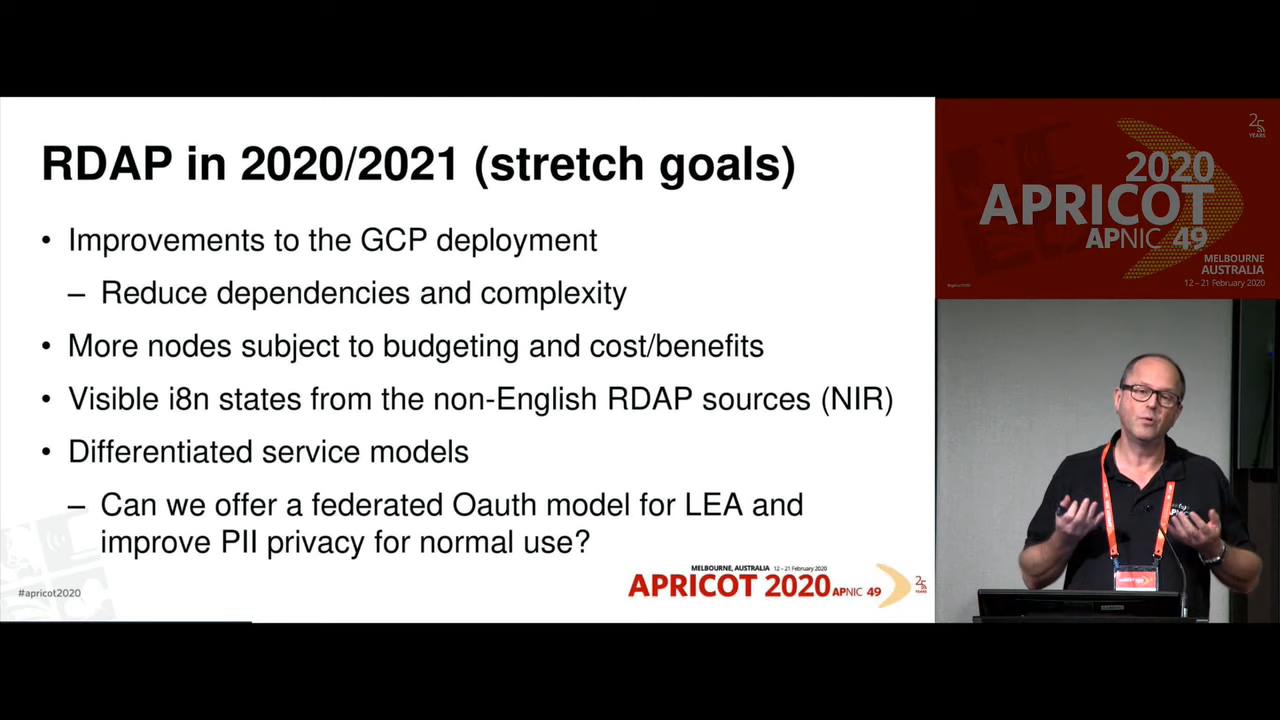 RDAP in 2020/2021 (stretch goals)
• Improvements to the GCP deployment
– Reduce dependencies and complexity
• More nodes subject to budgeting and cost/benefits
• Visible i8n states from the non-English RDAP sources (NIR)
• Differentiated service models
– Can we offer a federated Oauth model for LEA and
improve PII privacy for normal use?
#apricot2020
MELBOURNE, AUSTRALIA 12 – 21 February 2020
APRICOT 2020 APNIC 49
25
YEARS
25
YEARS
2020
APRICOT
APNIC 49
MELBOURNE
AUSTRALIA
12 – 21 February 2020
#apricot2020